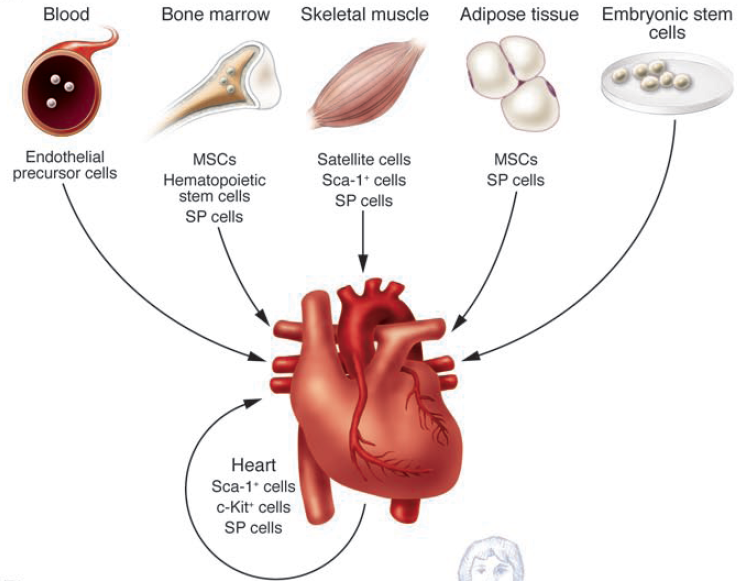 Blood
Bone marrow
Skeletal muscle
Adipose tissue
Embryonic stem
cells
Endothelial
precursor cells
MSCs
Hematopoietic
stem cells
SP cells
Satellite cells
Sca-1⁺ cells
SP cells
MSCs
SP cells
Heart
Sca-1⁺ cells
c-Kit⁺ cells
SP cells